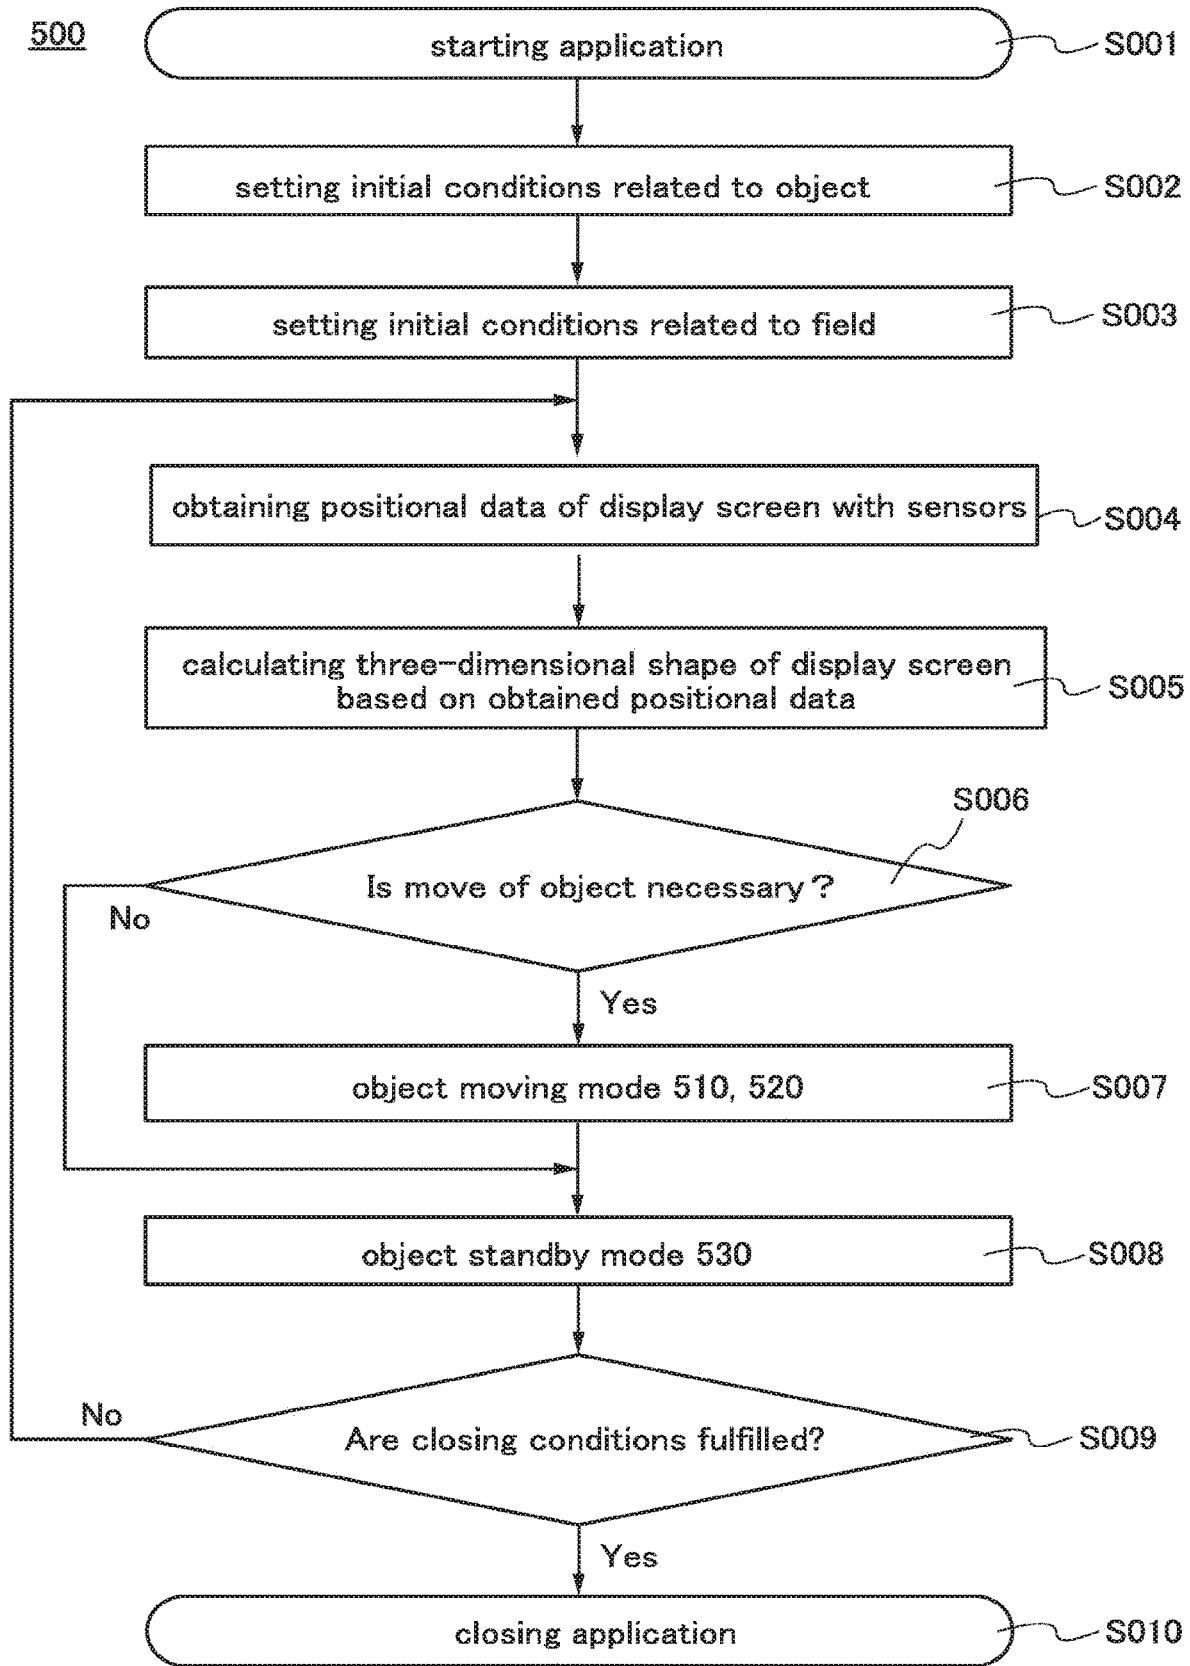 500
starting application
S001
setting initial conditions related to object
S002
setting initial conditions related to field
S003
obtaining positional data of display screen with sensors
S004
calculating three-dimensional shape of display screen
based on obtained positional data
S005
S006
Is move of object necessary?
No
Yes
object moving mode 510, 520
S007
object standby mode 530
S008
No
Are closing conditions fulfilled?
S009
Yes
closing application
S010